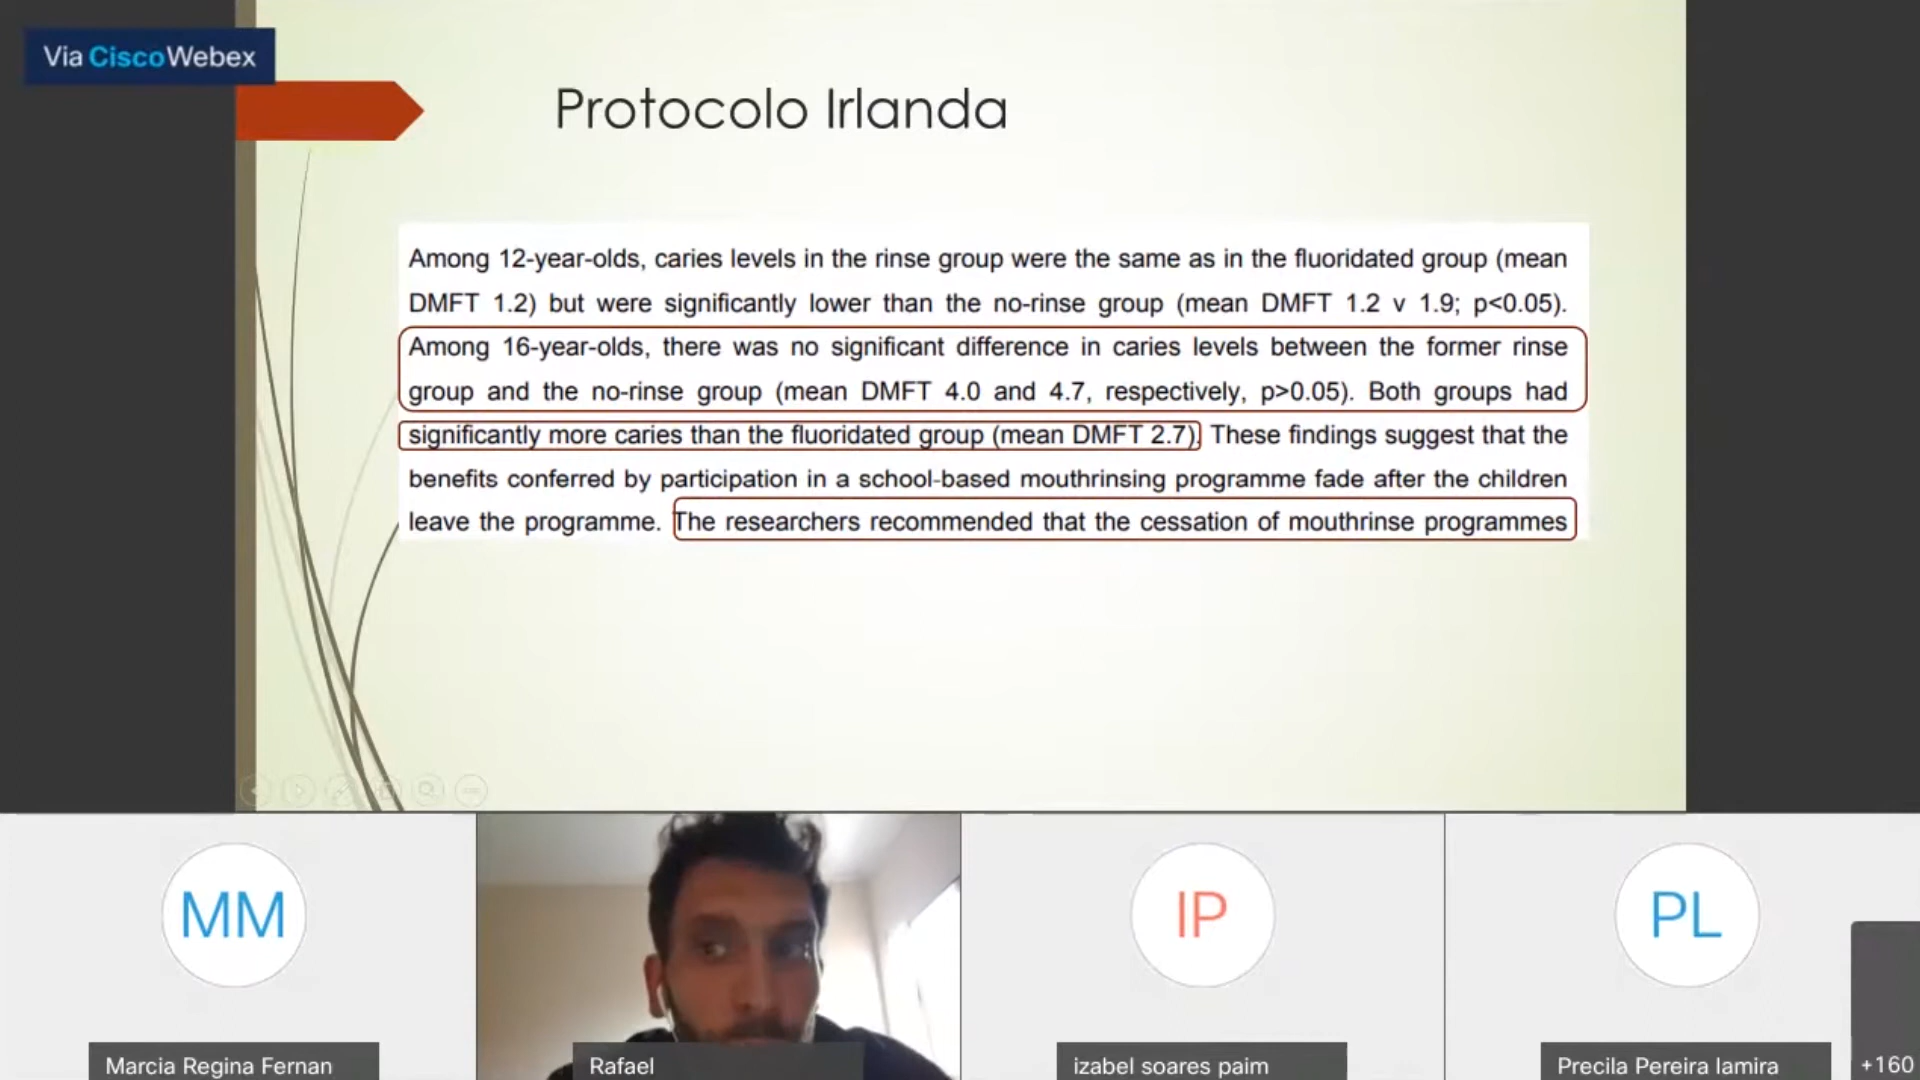 Via CiscoWebex
Protocolo Irlanda
Among 12-year-olds, caries levels in the rinse group were the same as in the fluoridated group (mean
DMFT 1.2) but were significantly lower than the no-rinse group (mean DMFT 1.2 v 1.9; p<0.05).
Among 16-year-olds, there was no significant difference in caries levels between the former rinse
group and the no-rinse group (mean DMFT 4.0 and 4.7, respectively, p>0.05). Both groups had
significantly more caries than the fluoridated group (mean DMFT 2.7). These findings suggest that the
benefits conferred by participation in a school-based mouthrinsing programme fade after the children
leave the programme. The researchers recommended that the cessation of mouthrinse programmes
MM
IP
PL
Marcia Regina Fernan
Rafael
izabel soares paim
Precila Pereira lamira
+160